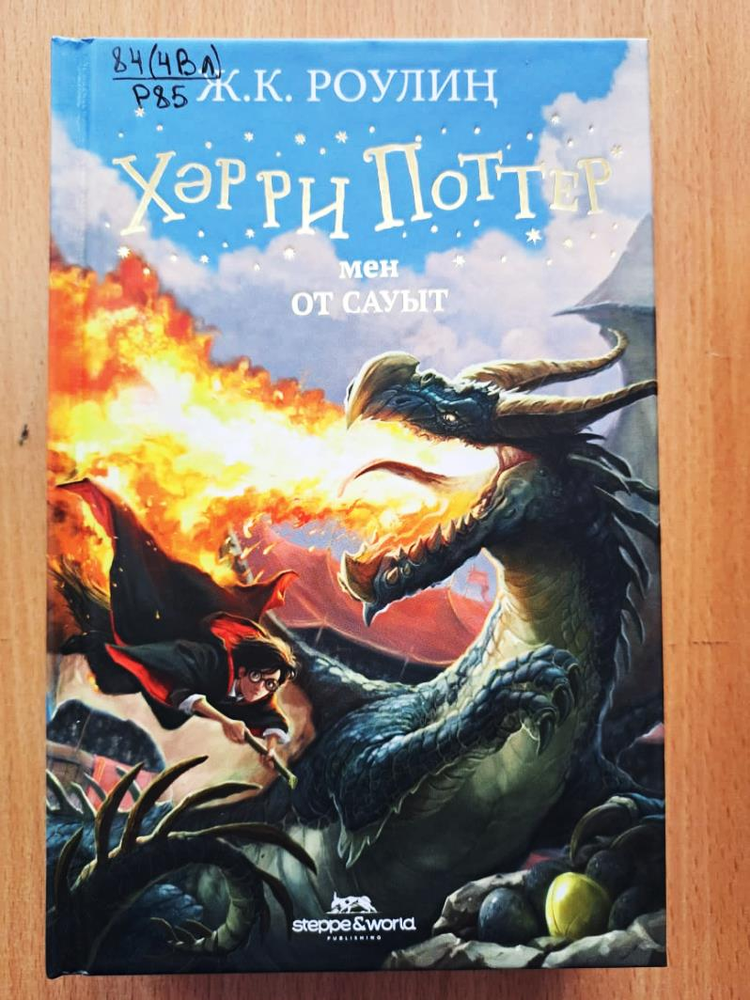 84(4Вл)
Р85
Ж.К. РОУЛИҢ
ХӘРРИ ПОТТЕР
мен
ОТ САУЫТ
steppe&world
PUBLISHING